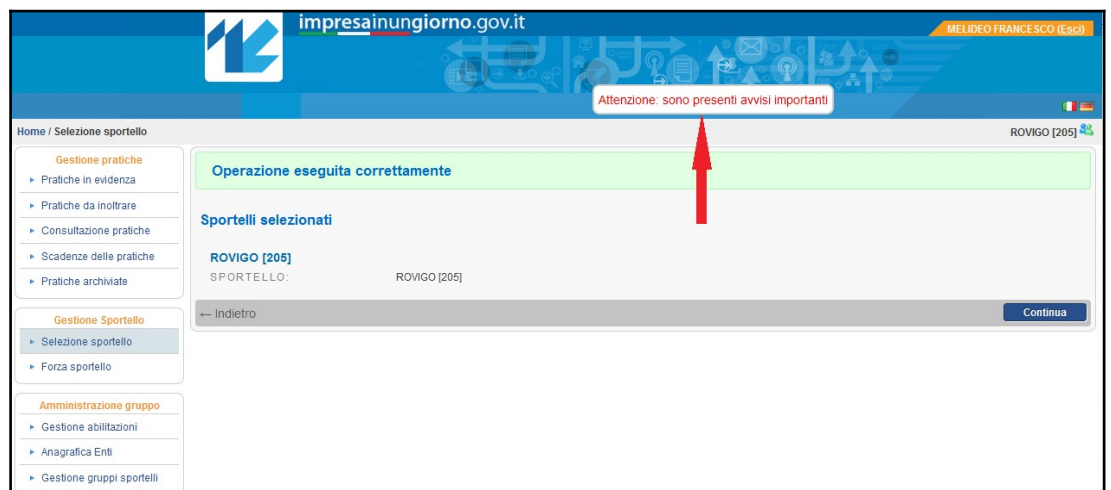 impresainungiorno.gov.it
MELIDEO FRANCESCO (Esci)
Attenzione: sono presenti avvisi importanti
Home / Selezione sportello
ROVIGO [205]
Gestione pratiche
Pratiche in evidenza
Pratiche da inoltrare
Consultazione pratiche
Scadenze delle pratiche
Pratiche archiviate
Gestione Sportello
Selezione sportello
Forza sportello
Amministrazione gruppo
Gestione abilitazioni
Anagrafica Enti
Gestione gruppi sportelli
Operazione eseguita correttamente
Sportelli selezionati
ROVIGO [205]
SPORTELLO: ROVIGO [205]
← Indietro
Continua